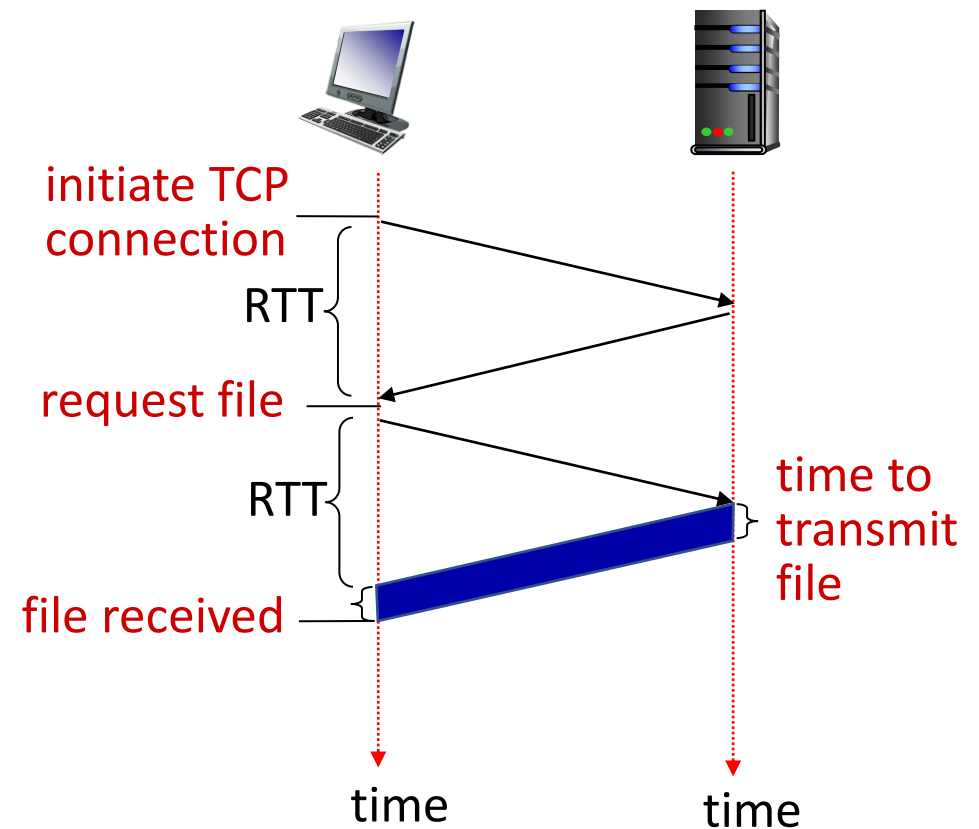 initiate TCP
connection
RTT
request file
RTT
time to
transmit
file
file received
time
time